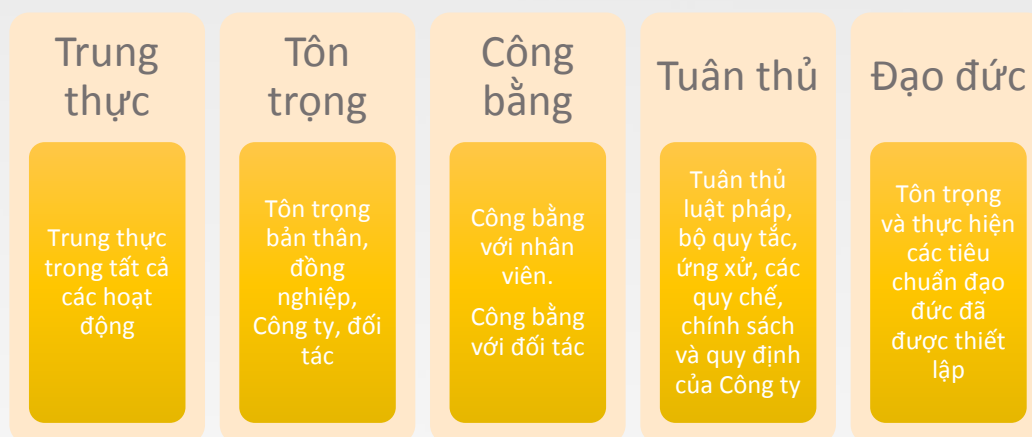 Trung
thực
Trung thực
trong tất cả
các hoạt
động
Tôn
trọng
Tôn trọng
bản thân,
đồng
nghiệp,
Công ty, đối
tác
Công
bằng
Công bằng
với nhân
viên.
Công bằng
với đối tác
Tuân thủ
Tuân thủ
luật pháp,
bộ quy tắc,
ứng xử, các
quy chế,
chính sách
và quy định
của Công ty
Đạo đức
Tôn trọng
và thực hiện
các tiêu
chuẩn đạo
đức đã
được thiết
lập